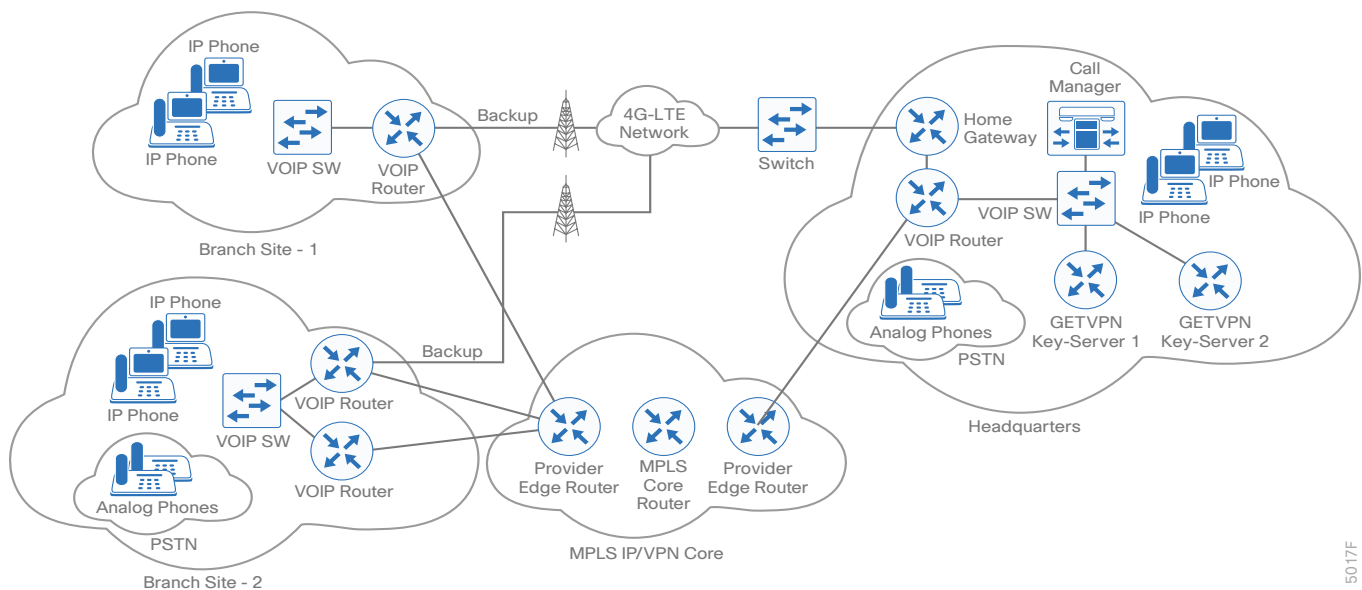 IP Phone
IP Phone
VOIP SW
VOIP
Router
Branch Site - 1
Backup
4G-LTE
Network
Switch
Home
Gateway
Call
Manager
IP Phone
IP Phone
VOIP SW
VOIP Router
Analog Phones
PSTN
GETVPN
Key-Server 1
GETVPN
Key-Server 2
Headquarters
IP Phone
IP Phone
VOIP SW
VOIP Router
VOIP Router
Backup
Analog Phones
PSTN
Branch Site - 2
Provider
Edge Router
MPLS
Core
Router
Provider
Edge Router
MPLS IP/VPN Core
5017F